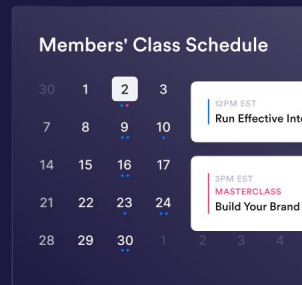 Members' Class Schedule
30 1 2 3
12PM EST
Run Effective Inte
7 8 9 10
14 15 16 17
3PM EST
MASTERCLASS
Build Your Brand
21 22 23 24
28 29 30 1 2 3 4